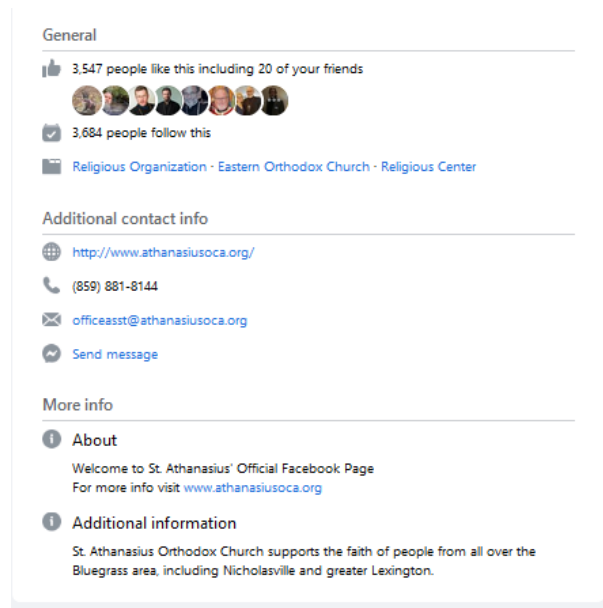 General
3,547 people like this including 20 of your friends
3,684 people follow this
Religious Organization · Eastern Orthodox Church · Religious Center
Additional contact info
http://www.athanasiusoca.org/
(859) 881-8144
officeasst@athanasiusoca.org
Send message
More info
About
Welcome to St. Athanasius' Official Facebook Page
For more info visit www.athanasiusoca.org
Additional information
St. Athanasius Orthodox Church supports the faith of people from all over the
Bluegrass area, including Nicholasville and greater Lexington.